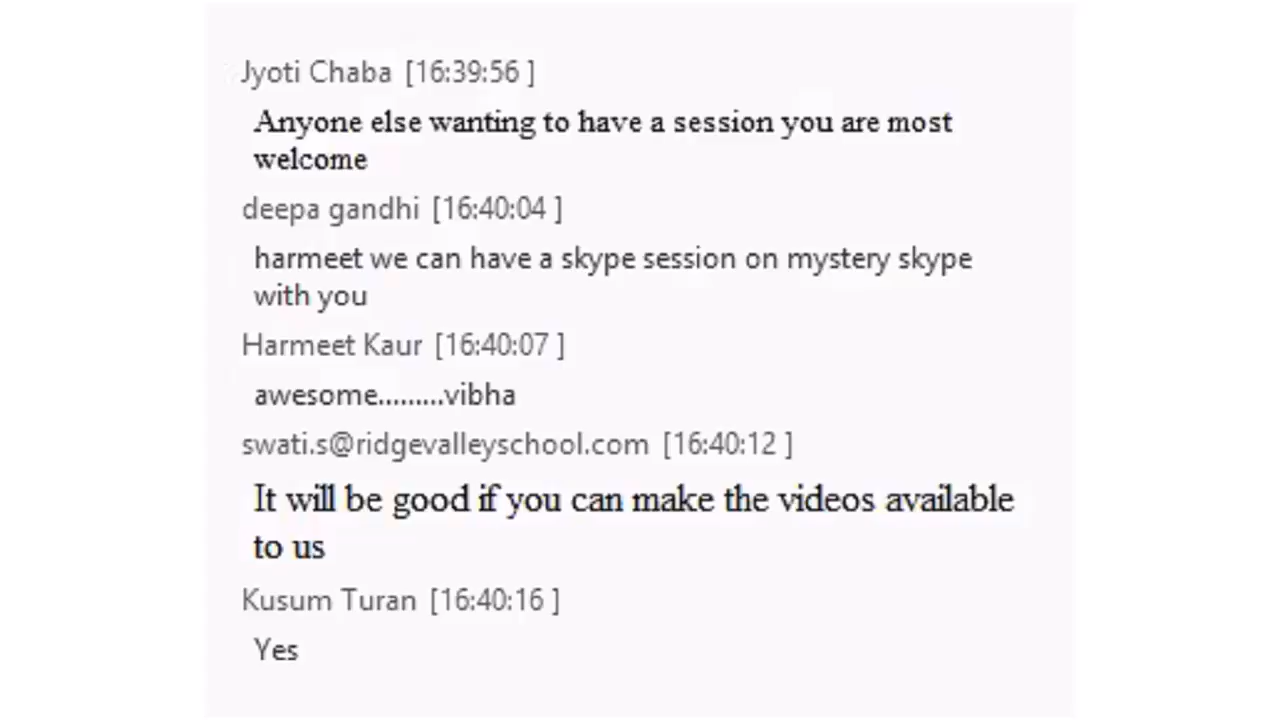 Jyoti Chaba [16:39:56 ]
Anyone else wanting to have a session you are most
welcome
deepa gandhi [16:40:04 ]
harmeet we can have a skype session on mystery skype
with you
Harmeet Kaur [16:40:07 ]
awesome.........vibha
swati.s@ridgevalleyschool.com [16:40:12 ]
It will be good if you can make the videos available
to us
Kusum Turan [16:40:16 ]
Yes